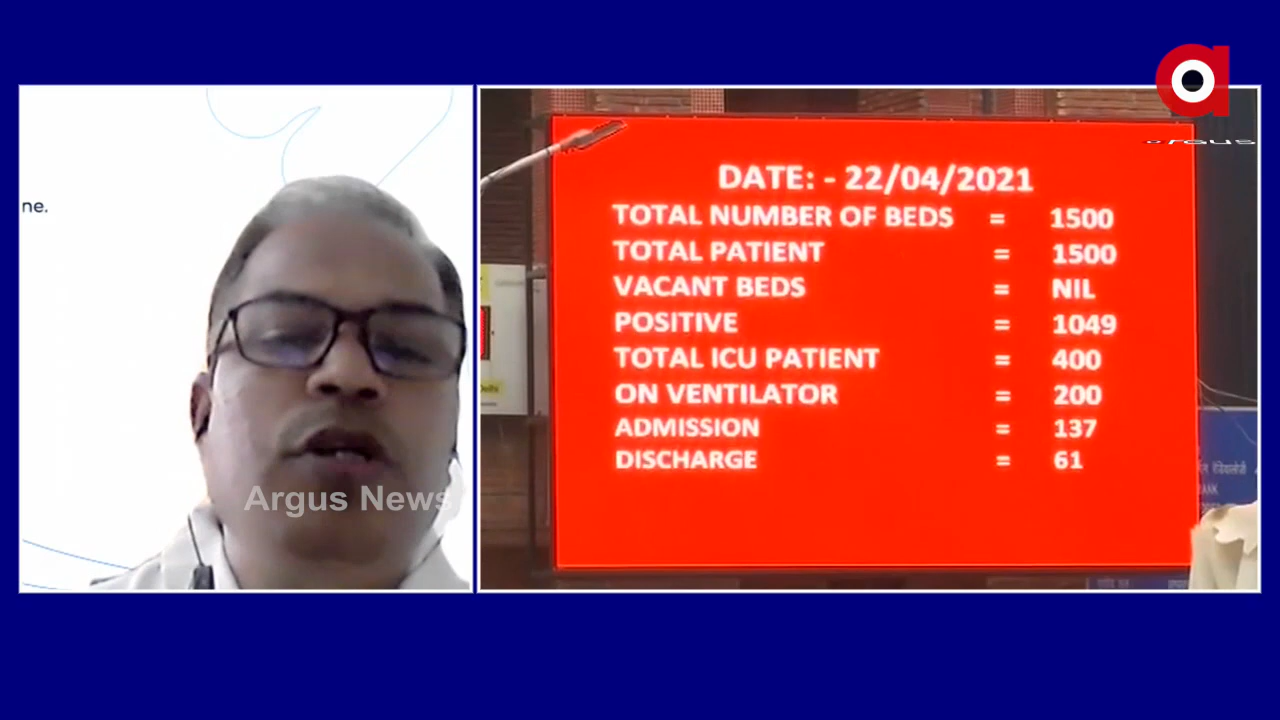 ne.
Argus News
argus
DATE: - 22/04/2021
TOTAL NUMBER OF BEDS = 1500
TOTAL PATIENT = 1500
VACANT BEDS = NIL
POSITIVE = 1049
TOTAL ICU PATIENT = 400
ON VENTILATOR = 200
ADMISSION = 137
DISCHARGE = 61